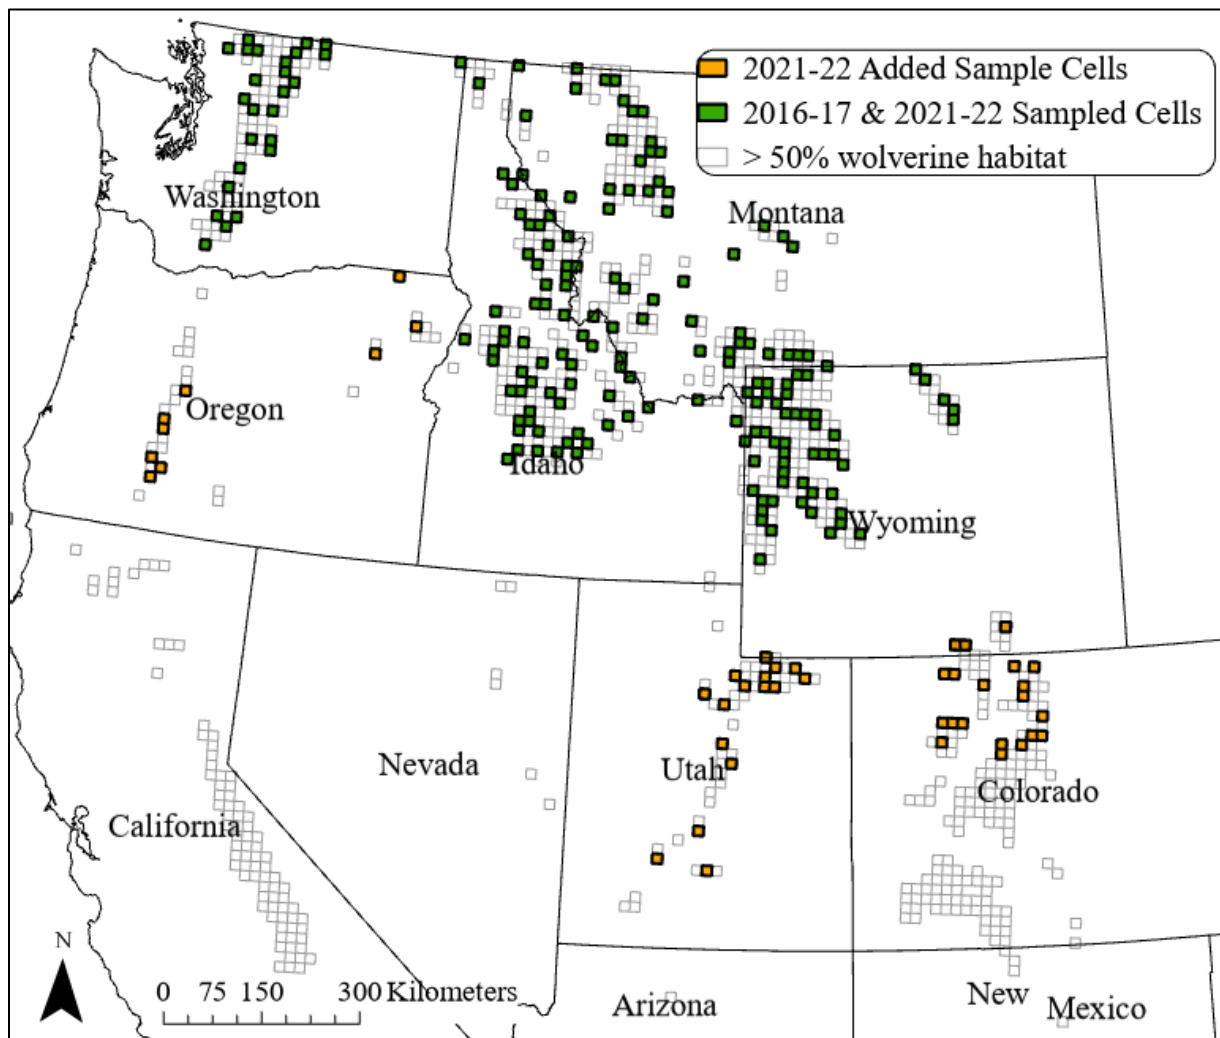 2021-22 Added Sample Cells
2016-17 & 2021-22 Sampled Cells
> 50% wolverine habitat
Washington
Montana
Oregon
Idaho
Wyoming
Nevada
Utah
Colorado
California
N
0 75 150 300 Kilometers
Arizona
New Mexico